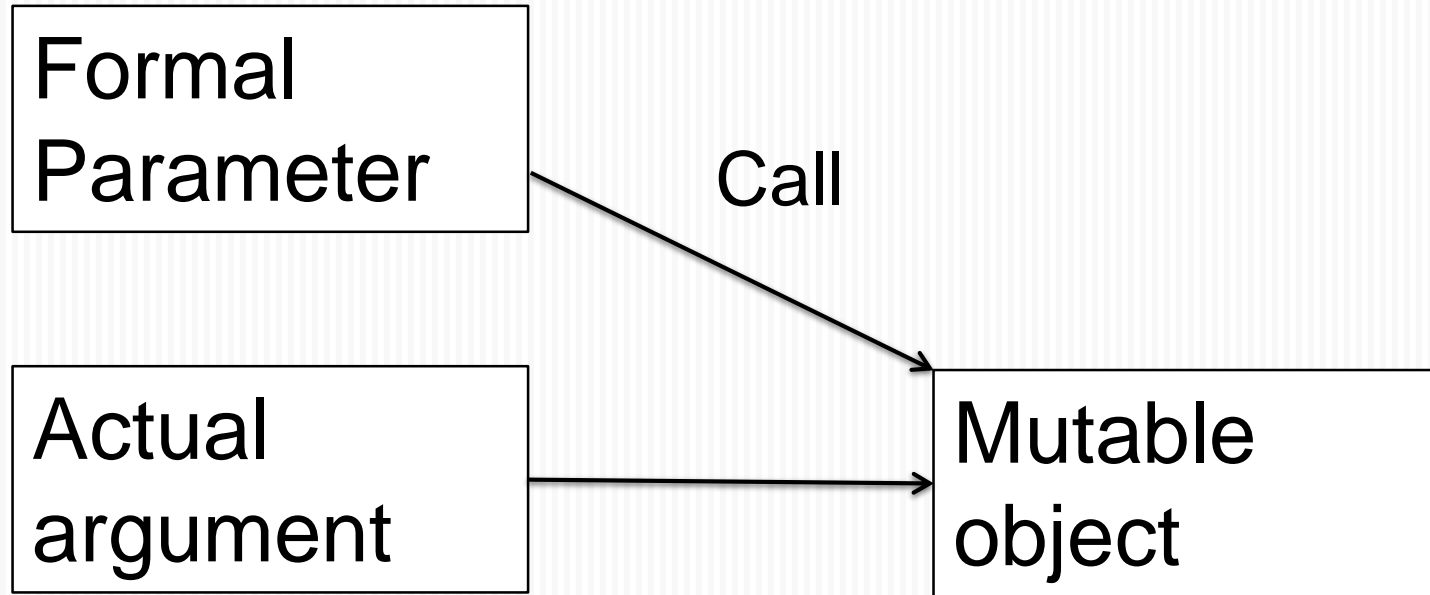 Formal
Parameter
Call
Actual
argument
Mutable
object